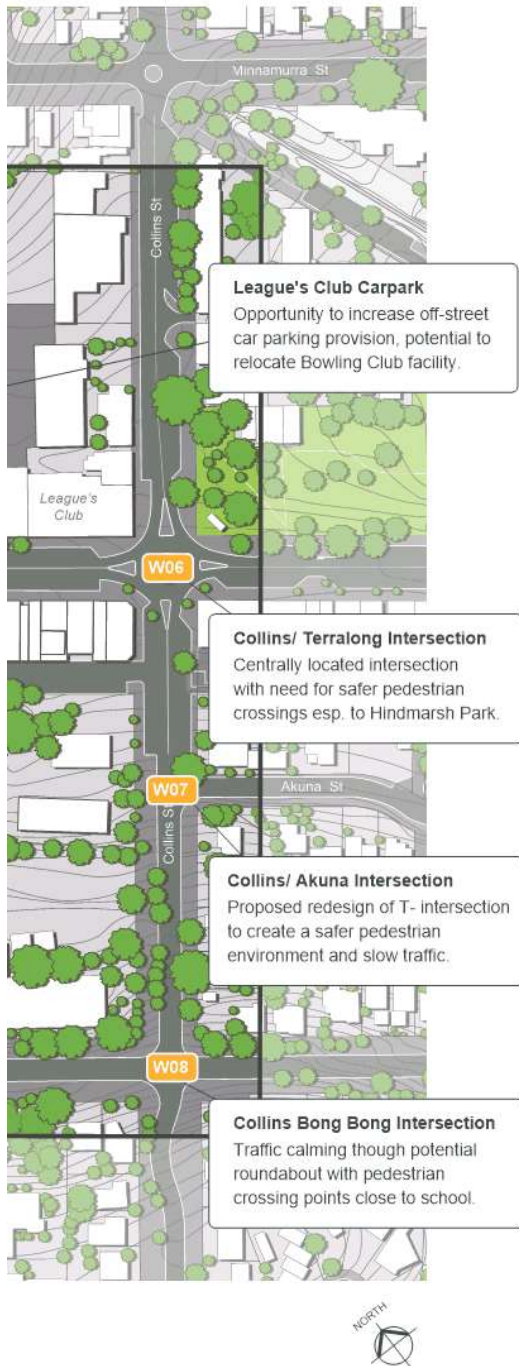 Minnamurra St
Collins St
League's Club Carpark
Opportunity to increase off-street
car parking provision, potential to
relocate Bowling Club facility.
League's
Club
W06
Collins/ Terralong Intersection
Centrally located intersection
with need for safer pedestrian
crossings esp. to Hindmarsh Park.
W07
Akuna St
Collins St
Collins/ Akuna Intersection
Proposed redesign of T- intersection
to create a safer pedestrian
environment and slow traffic.
W08
Collins Bong Bong Intersection
Traffic calming though potential
roundabout with pedestrian
crossing points close to school.
NORTH